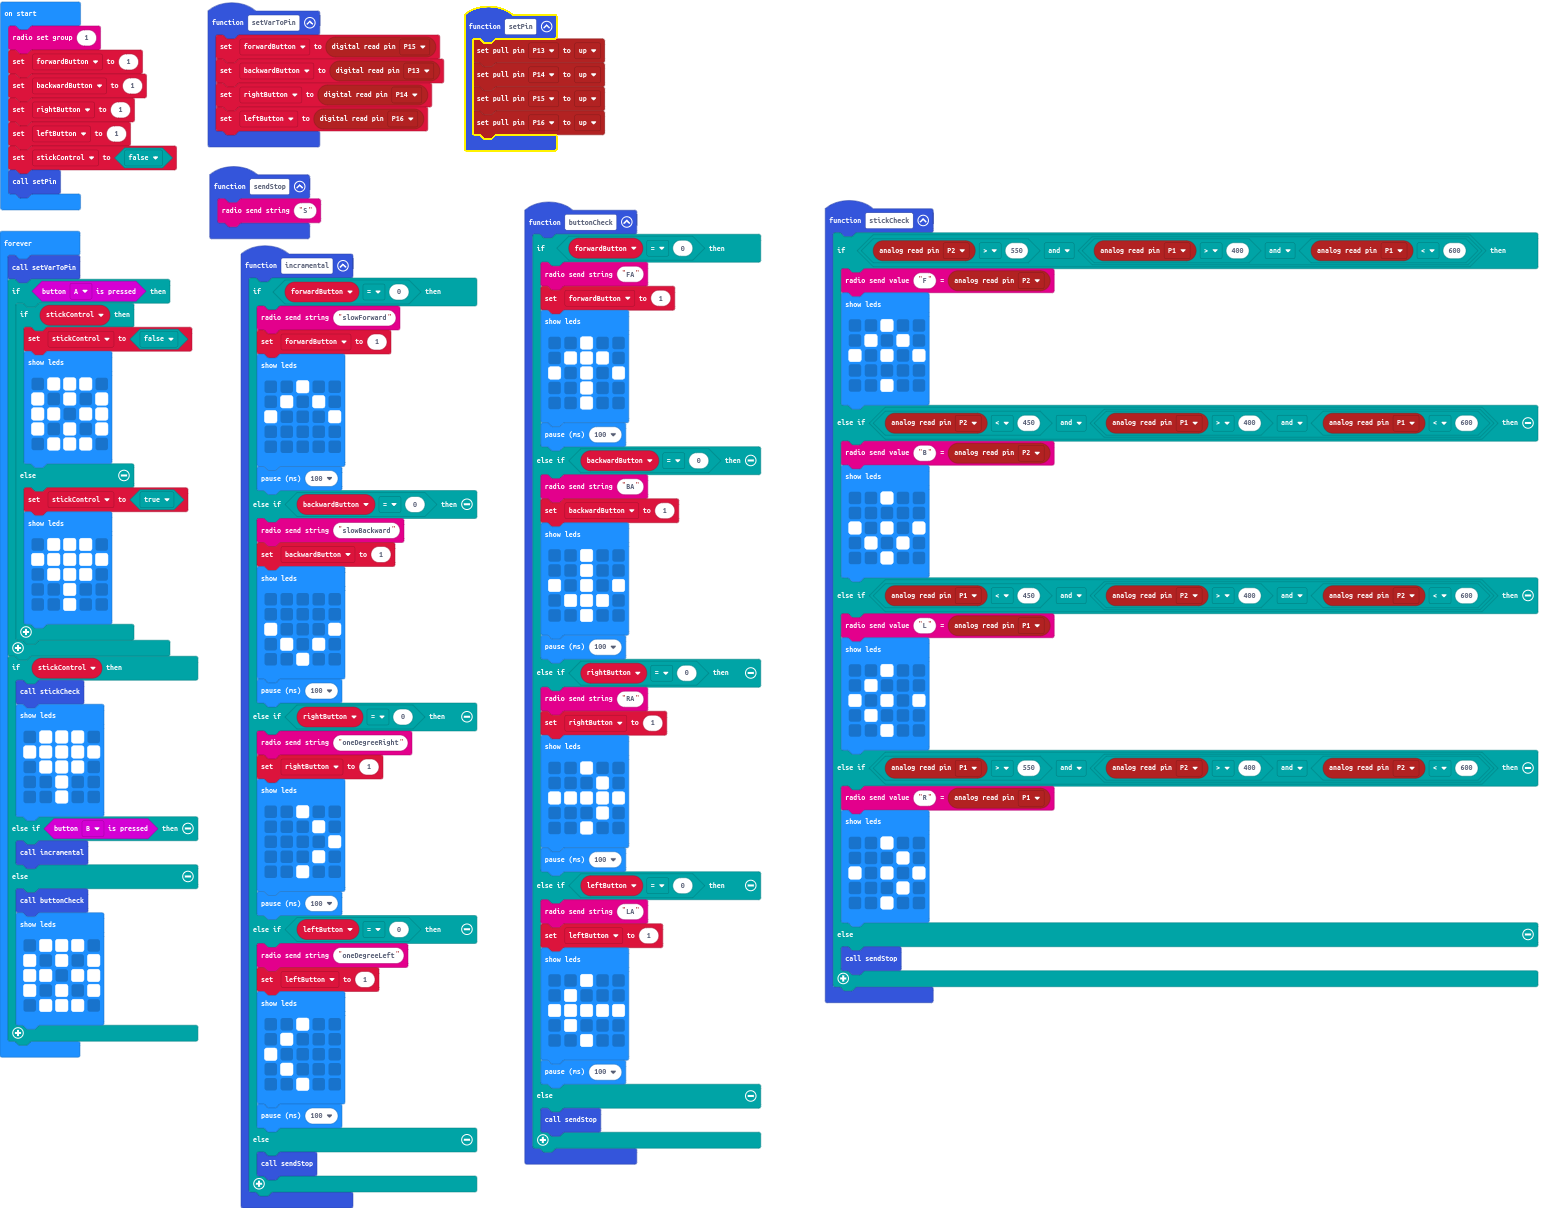 on start
radio set group 1
set forwardButton to 1
set backwardButton to 1
set rightButton to 1
set leftButton to 1
set stickControl to false
call setPin
forever
call setVarToPin
if button A is pressed then
if stickControl then
set stickControl to false
show leds
else
set stickControl to true
show leds
if stickControl then
call stickCheck
show leds
else if button B is pressed then
call incramental
else
call buttonCheck
show leds
function setVarToPin
set forwardButton to digital read pin P15
set backwardButton to digital read pin P13
set rightButton to digital read pin P14
set leftButton to digital read pin P16
function sendStop
radio send string "S"
function incramental
if forwardButton = 0 then
radio send string "slowForward"
set forwardButton to 1
show leds
pause (ms) 100
else if backwardButton = 0 then
radio send string "slowBackward"
set backwardButton to 1
show leds
pause (ms) 100
else if rightButton = 0 then
radio send string "oneDegreeRight"
set rightButton to 1
show leds
pause (ms) 100
else if leftButton = 0 then
radio send string "oneDegreeLeft"
set leftButton to 1
show leds
pause (ms) 100
else
call sendStop
function setPin
set pull pin P13 to up
set pull pin P14 to up
set pull pin P15 to up
set pull pin P16 to up
function buttonCheck
if forwardButton = 0 then
radio send string "FA"
set forwardButton to 1
show leds
pause (ms) 100
else if backwardButton = 0 then
radio send string "BA"
set backwardButton to 1
show leds
pause (ms) 100
else if rightButton = 0 then
radio send string "RA"
set rightButton to 1
show leds
pause (ms) 100
else if leftButton = 0 then
radio send string "LA"
set leftButton to 1
show leds
pause (ms) 100
else
call sendStop
function stickCheck
if analog read pin P2 > 550 and analog read pin P1 > 400 and analog read pin P1 < 600 then
radio send value "F" = analog read pin P2
show leds
else if analog read pin P2 < 450 and analog read pin P1 > 400 and analog read pin P1 < 600 then
radio send value "B" = analog read pin P2
show leds
else if analog read pin P1 < 450 and analog read pin P2 > 400 and analog read pin P2 < 600 then
radio send value "L" = analog read pin P1
show leds
else if analog read pin P1 > 550 and analog read pin P2 > 400 and analog read pin P2 < 600 then
radio send value "R" = analog read pin P1
show leds
else
call sendStop